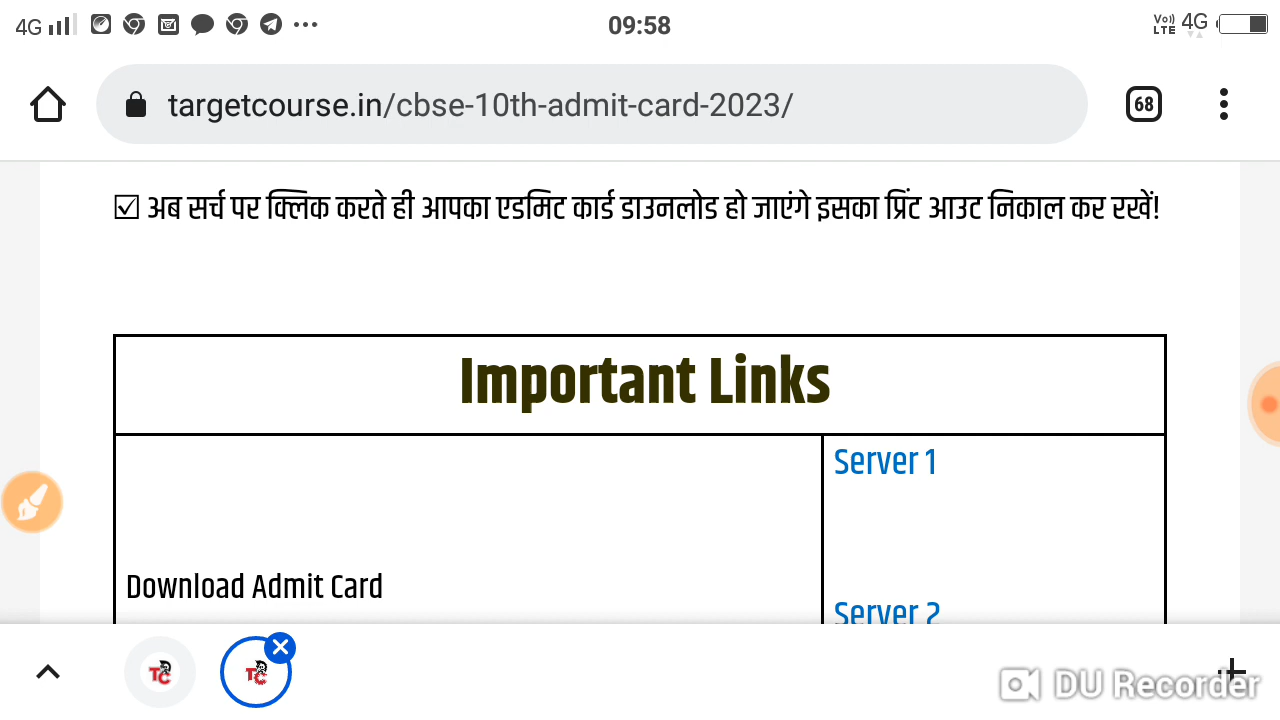 4G 09:58 Vo)) LTE 4G
targetcourse.in/cbse-10th-admit-card-2023/ 68
☑ अब सर्च पर क्लिक करते ही आपका एडमिट कार्ड डाउनलोड हो जाएंगे इसका प्रिंट आउट निकाल कर रखें!
Important Links
Server 1
Download Admit Card
Server 2
TC TC
DU Recorder